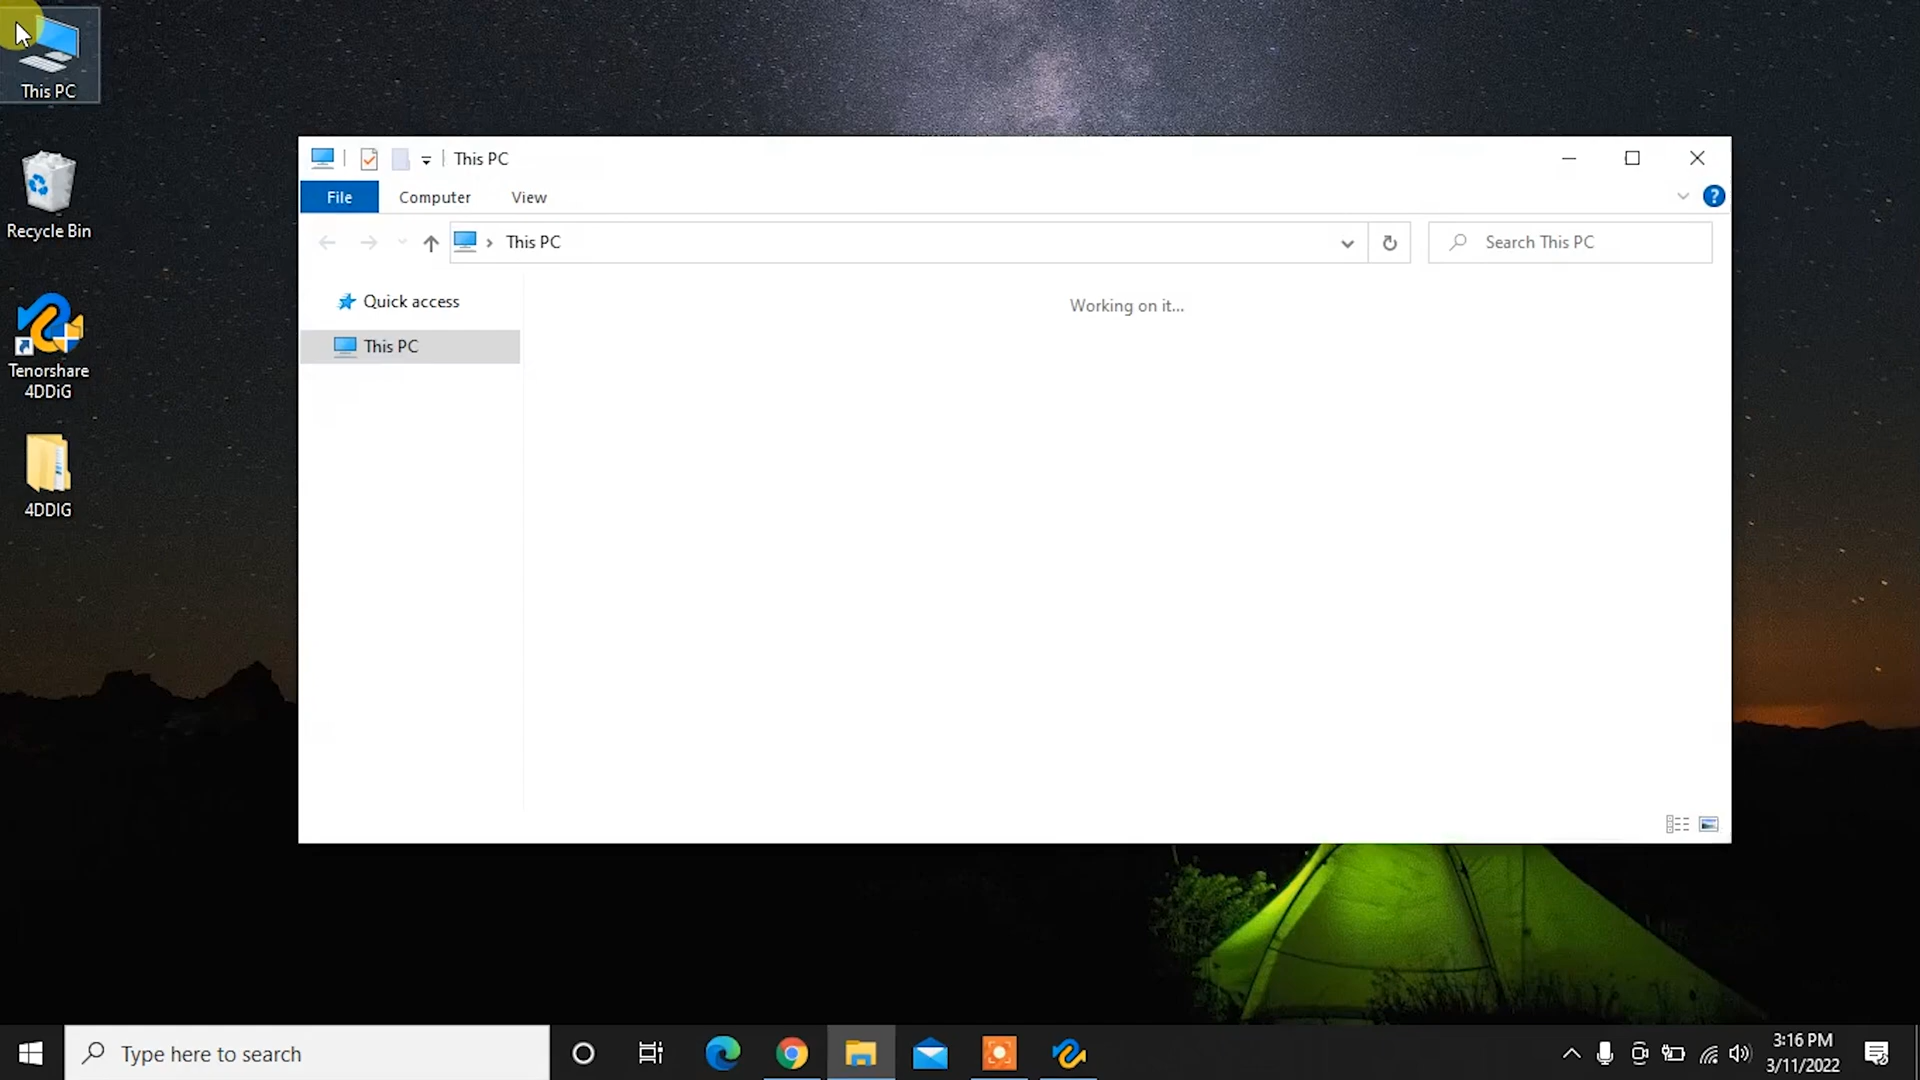 This PC
Recycle Bin
Tenorshare
4DDiG
4DDIG
This PC
File
Computer
View
This PC
Search This PC
Quick access
This PC
Working on it...
Type here to search
3:16 PM
3/11/2022